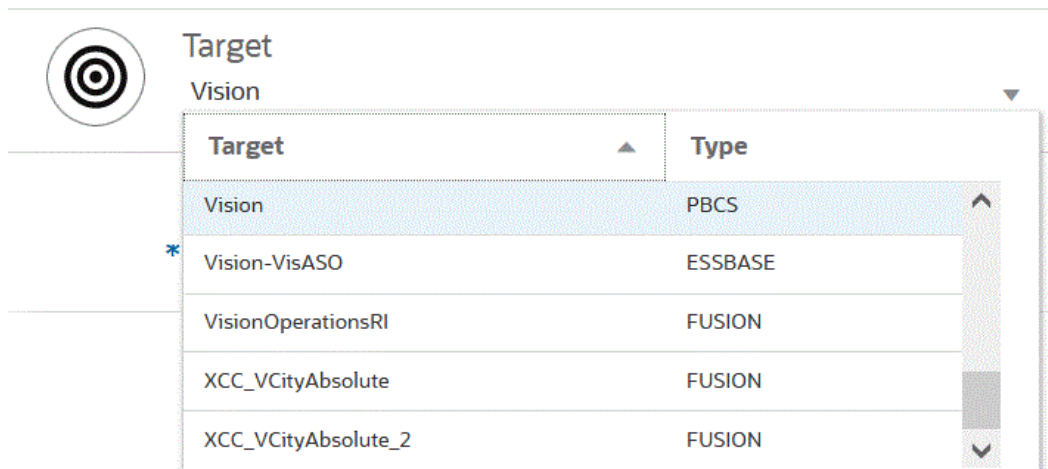 Target
Vision
Target Type
Vision PBCS
* Vision-VisASO ESSBASE
VisionOperationsRI FUSION
XCC_VCityAbsolute FUSION
XCC_VCityAbsolute_2 FUSION